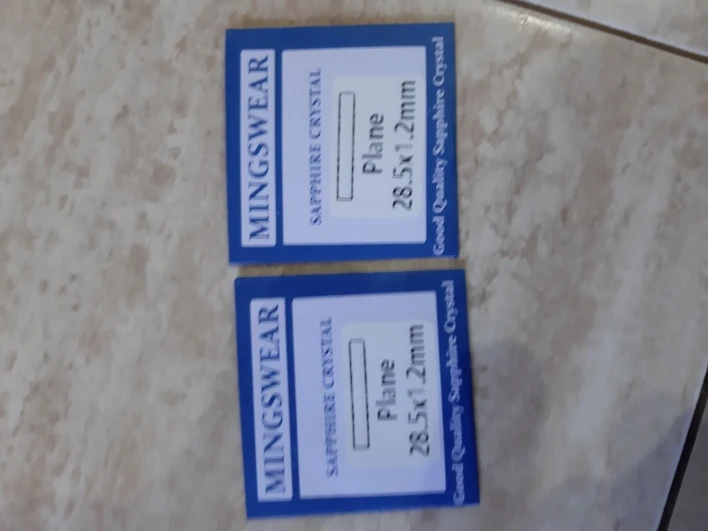 MINGSWEAR
SAPPHIRE CRYSTAL
Plane
28.5x1.2mm
Good Quality Sapphire Crystal
MINGSWEAR
SAPPHIRE CRYSTAL
Plane
28.5x1.2mm
Good Quality Sapphire Crystal